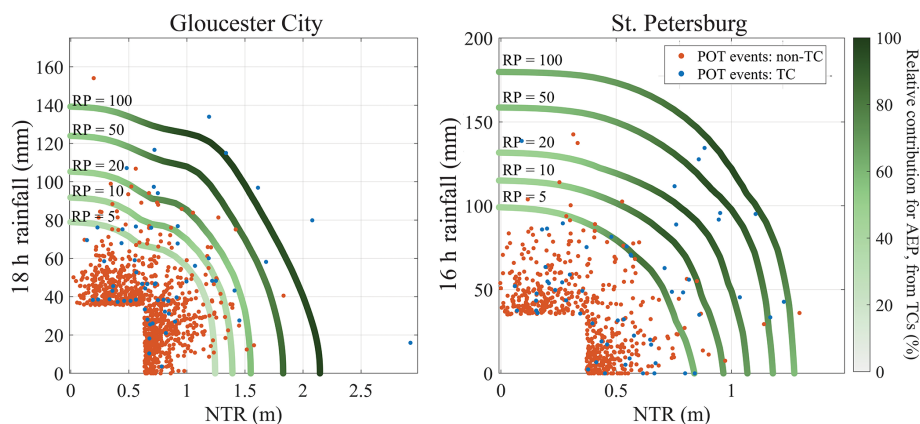 Gloucester City
18 h rainfall (mm)
160
140
120
100
80
60
40
20
0
RP = 100
RP = 50
RP = 20
RP = 10
RP = 5
0
0.5
1
1.5
2
2.5
NTR (m)
St. Petersburg
16 h rainfall (mm)
200
150
100
50
0
RP = 100
RP = 50
RP = 20
RP = 10
RP = 5
POT events: non-TC
POT events: TC
0
0.5
1
NTR (m)
100
80
60
40
20
0
Relative contribution for AEP, from TCs (%)